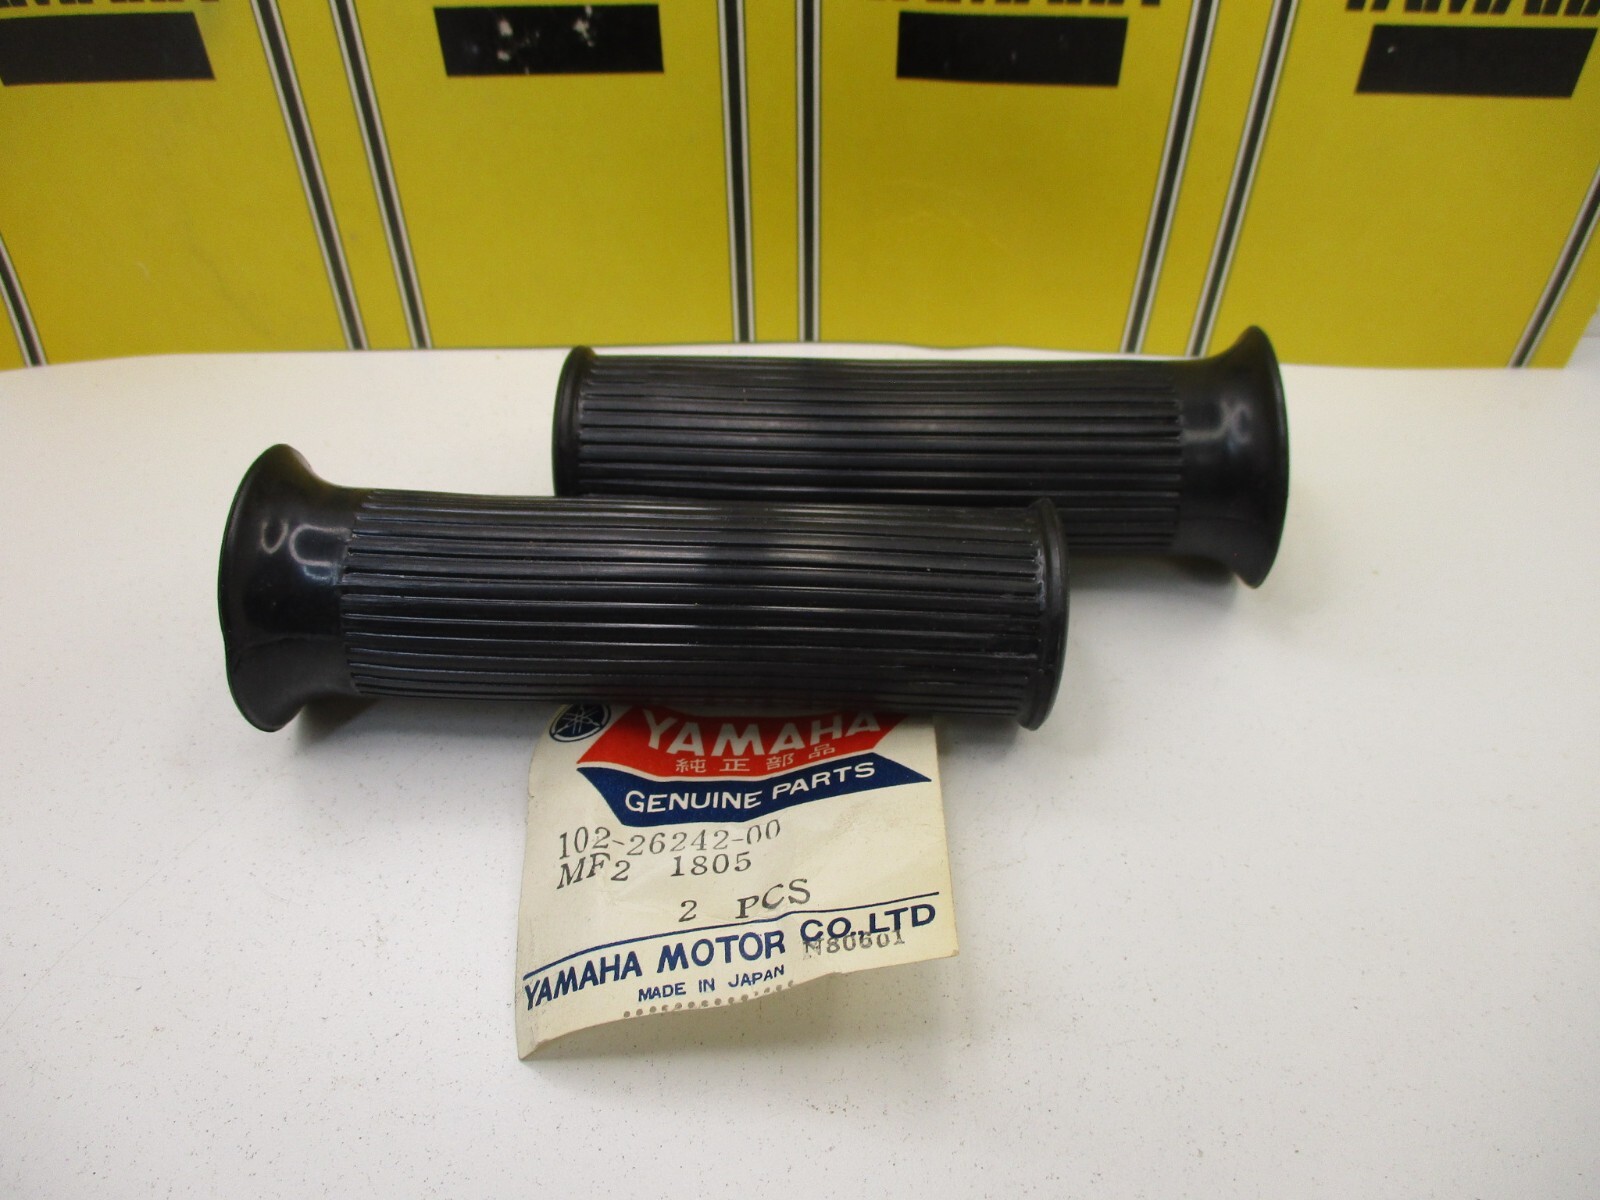 YAMAHA
純正部品
GENUINE PARTS
102-26242-00
MF2 1805
2 PCS
YAMAHA MOTOR CO.,LTD
N80601
MADE IN JAPAN